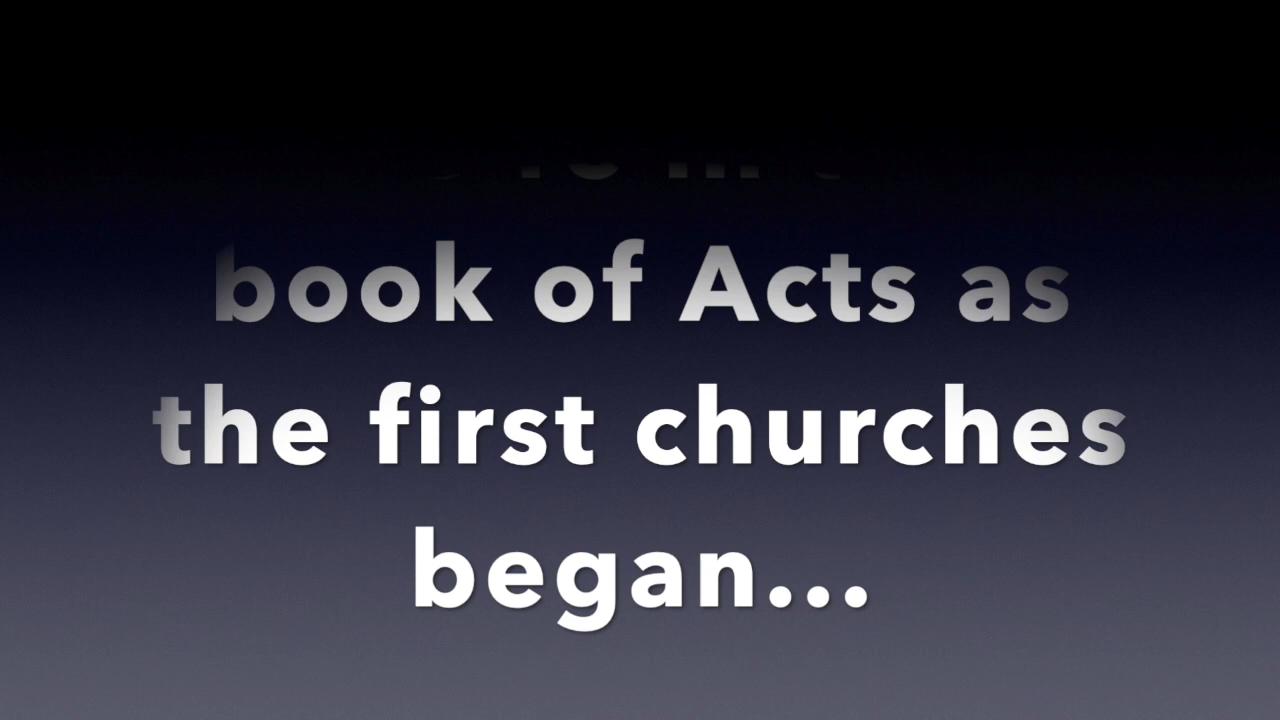 book of Acts as
the first churches
began...